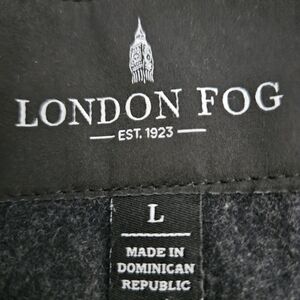 LONDON FOG
EST. 1923
L
MADE IN
DOMINICAN
REPUBLIC